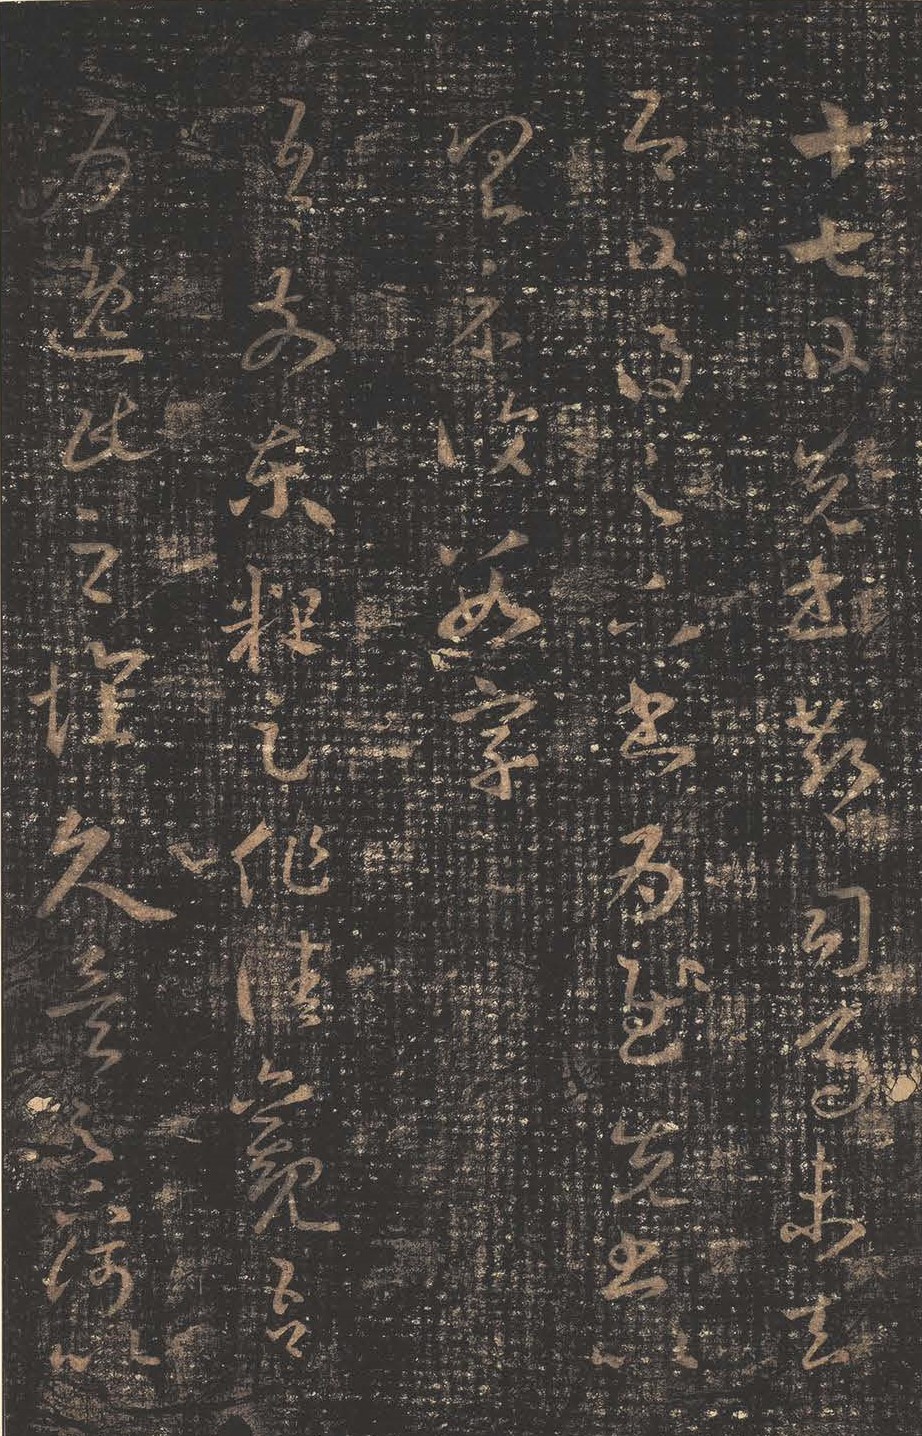 十七日先書郗司馬未去
即日得足下書為慰先書以
具示復數字
吾前東粗足作佳觀吾
為逸民之懷久矣足下何以